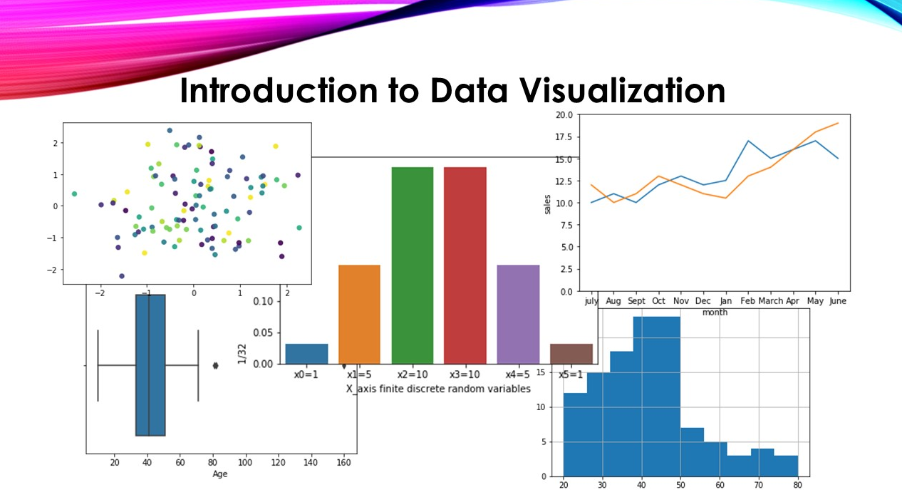 Introduction to Data Visualization
2
1
0
−1
−2
−2 −1 0 1 2
20.0
17.5
15.0
12.5
10.0
7.5
5.0
2.5
0.0
sales
july Aug Sept Oct Nov Dec Jan Feb March Apr May June
month
0.10
0.05
0.00
1/32
x0=1 x1=5 x2=10 x3=10 x4=5 x5=1
X_axis finite discrete random variables
20 40 60 80 100 120 140 160
Age
15
10
5
0
20 30 40 50 60 70 80